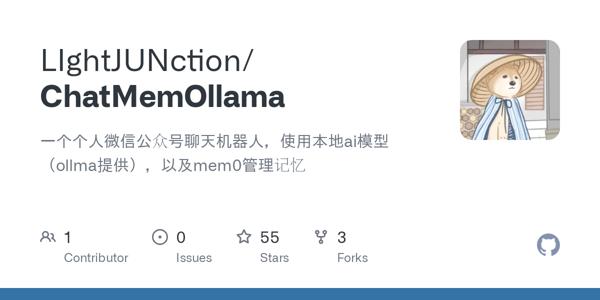 LIghtJUNction/
ChatMemOllama
一个个人微信公众号聊天机器人，使用本地ai模型
（ollma提供），以及mem0管理记忆
1
Contributor
0
Issues
55
Stars
3
Forks